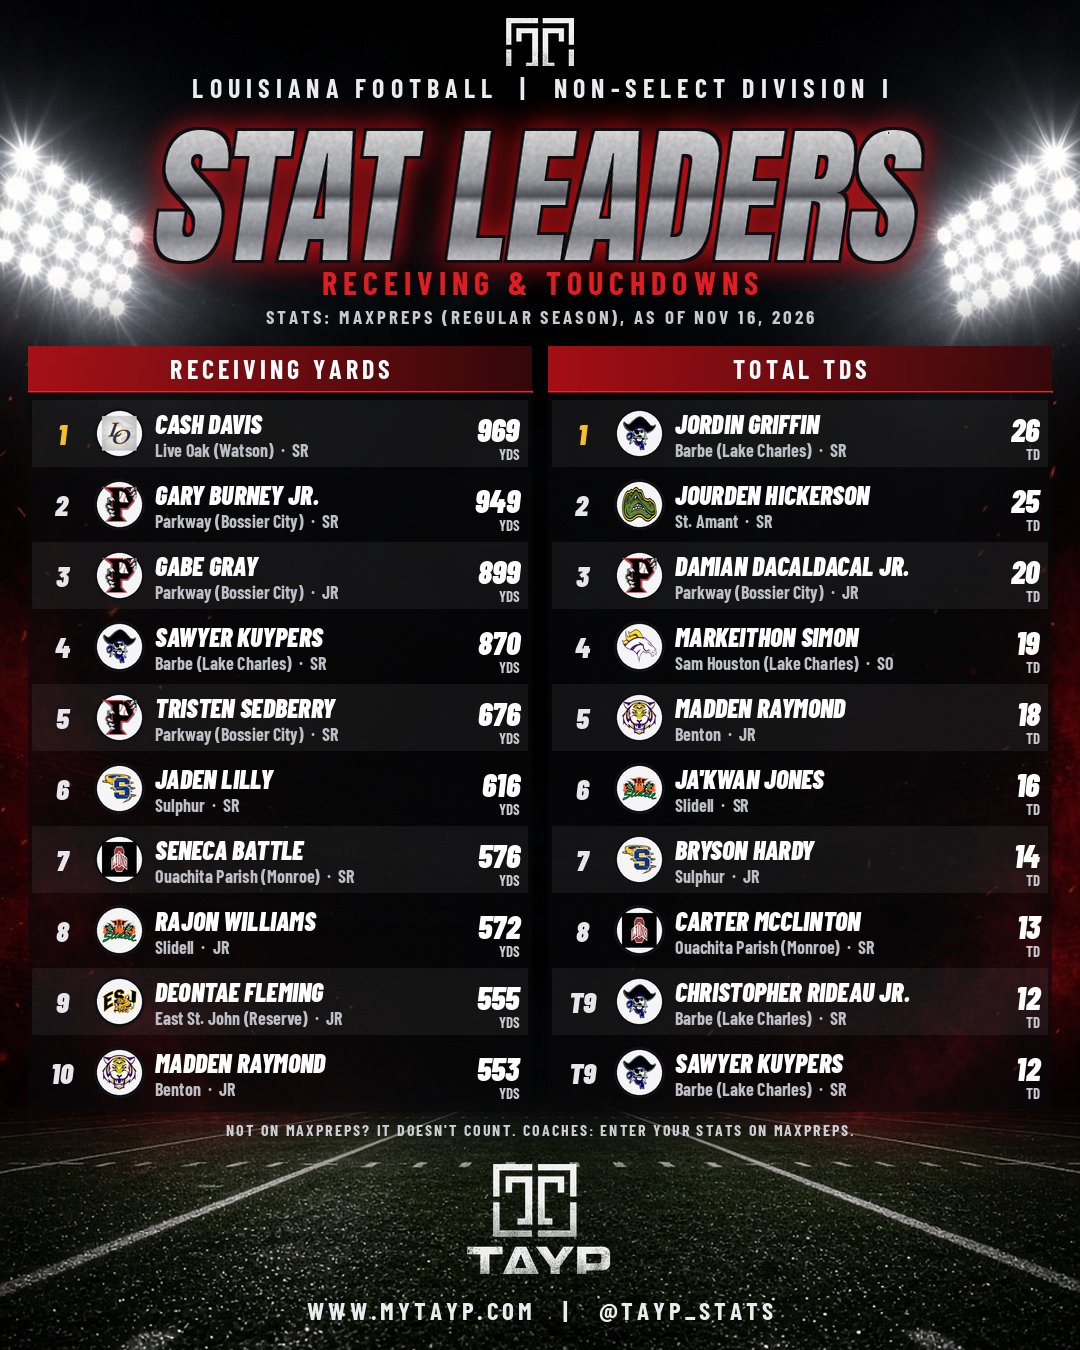 LOUISIANA FOOTBALL | NON-SELECT DIVISION I
STAT LEADERS
RECEIVING & TOUCHDOWNS
STATS: MAXPREPS (REGULAR SEASON), AS OF NOV 16, 2026
RECEIVING YARDS
1 CASH DAVIS 969
Live Oak (Watson) · SR YDS
2 GARY BURNEY JR. 949
Parkway (Bossier City) · SR YDS
3 GABE GRAY 899
Parkway (Bossier City) · JR YDS
4 SAWYER KUYPERS 870
Barbe (Lake Charles) · SR YDS
5 TRISTEN SEDBERRY 676
Parkway (Bossier City) · SR YDS
6 JADEN LILLY 616
Sulphur · SR YDS
7 SENECA BATTLE 576
Ouachita Parish (Monroe) · SR YDS
8 RAJON WILLIAMS 572
Slidell · JR YDS
9 DEONTAE FLEMING 555
East St. John (Reserve) · JR YDS
10 MADDEN RAYMOND 553
Benton · JR YDS
TOTAL TDS
1 JORDIN GRIFFIN 26
Barbe (Lake Charles) · SR TD
2 JOURDEN HICKERSON 25
St. Amant · SR TD
3 DAMIAN DACALDACAL JR. 20
Parkway (Bossier City) · JR TD
4 MARKEITHON SIMON 19
Sam Houston (Lake Charles) · SO TD
5 MADDEN RAYMOND 18
Benton · JR TD
6 JA'KWAN JONES 16
Slidell · SR TD
7 BRYSON HARDY 14
Sulphur · JR TD
8 CARTER MCCLINTON 13
Ouachita Parish (Monroe) · SR TD
T9 CHRISTOPHER RIDEAU JR. 12
Barbe (Lake Charles) · SR TD
T9 SAWYER KUYPERS 12
Barbe (Lake Charles) · SR TD
NOT ON MAXPREPS? IT DOESN'T COUNT. COACHES: ENTER YOUR STATS ON MAXPREPS.
TAYP
WWW.MYTAYP.COM | @TAYP_STATS